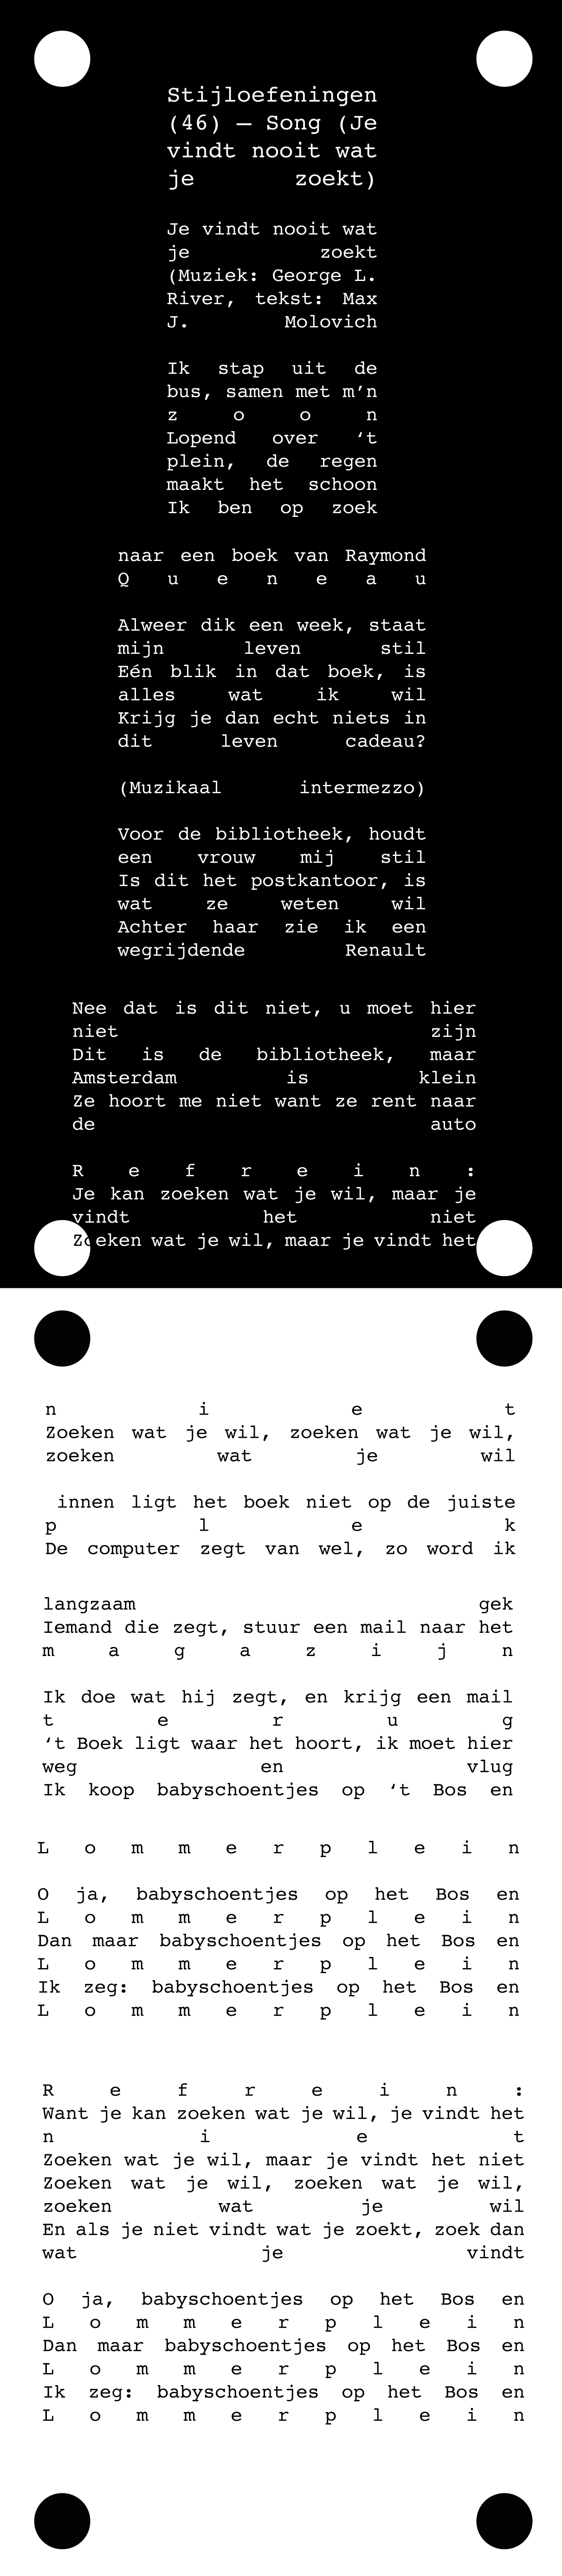 Stijloefeningen
(46) – Song (Je
vindt nooit wat
je zoekt)
Je vindt nooit wat
je zoekt
(Muziek: George L.
River, tekst: Max
J. Molovich
Ik stap uit de
bus, samen met m’n
zoon
Lopend over ‘t
plein, de regen
maakt het schoon
Ik ben op zoek
naar een boek van Raymond
Queneau
Alweer dik een week, staat
mijn leven stil
Eén blik in dat boek, is
alles wat ik wil
Krijg je dan echt niets in
dit leven cadeau?
(Muzikaal intermezzo)
Voor de bibliotheek, houdt
een vrouw mij stil
Is dit het postkantoor, is
wat ze weten wil
Achter haar zie ik een
wegrijdende Renault
Nee dat is dit niet, u moet hier
niet zijn
Dit is de bibliotheek, maar
Amsterdam is klein
Ze hoort me niet want ze rent naar
de auto
Refrein:
Je kan zoeken wat je wil, maar je
vindt het niet
Zoeken wat je wil, maar je vindt het
niet
Zoeken wat je wil, zoeken wat je wil,
zoeken wat je wil
innen ligt het boek niet op de juiste
plek
De computer zegt van wel, zo word ik
langzaam gek
Iemand die zegt, stuur een mail naar het
magazijn
Ik doe wat hij zegt, en krijg een mail
terug
‘t Boek ligt waar het hoort, ik moet hier
weg en vlug
Ik koop babyschoentjes op ‘t Bos en
Lommerplein
O ja, babyschoentjes op het Bos en
Lommerplein
Dan maar babyschoentjes op het Bos en
Lommerplein
Ik zeg: babyschoentjes op het Bos en
Lommerplein
Refrein:
Want je kan zoeken wat je wil, je vindt het
niet
Zoeken wat je wil, maar je vindt het niet
Zoeken wat je wil, zoeken wat je wil,
zoeken wat je wil
En als je niet vindt wat je zoekt, zoek dan
wat je vindt
O ja, babyschoentjes op het Bos en
Lommerplein
Dan maar babyschoentjes op het Bos en
Lommerplein
Ik zeg: babyschoentjes op het Bos en
Lommerplein